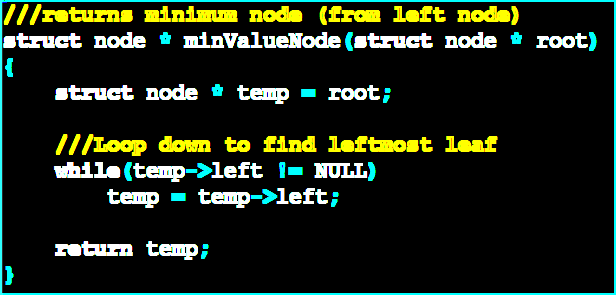 ///returns minimum node (from left node)
struct node * minValueNode(struct node * root)
{
    struct node * temp = root;

    ///Loop down to find leftmost leaf
    while(temp->left != NULL)
        temp = temp->left;

    return temp;
}